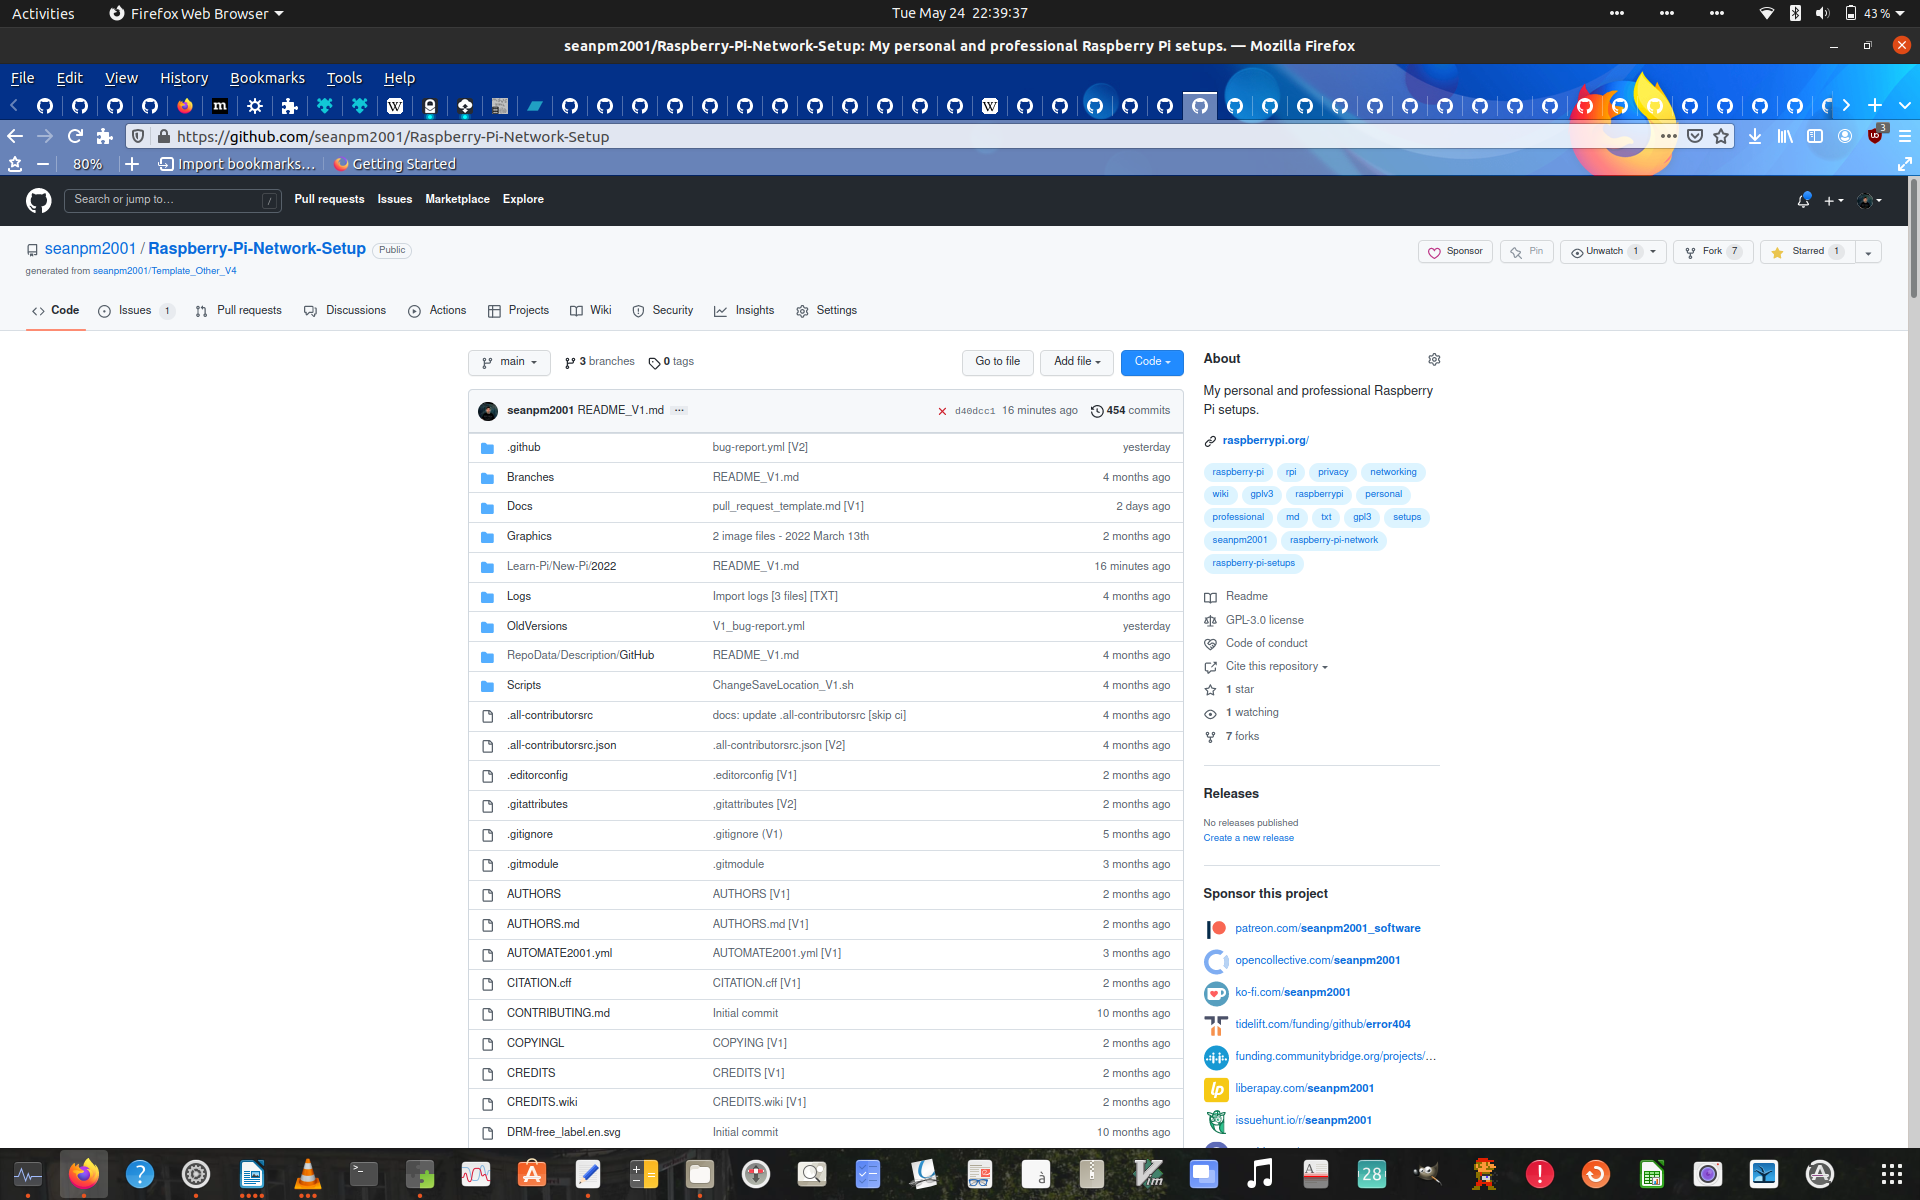 Activities Firefox Web Browser Tue May 24 22:39:37 43 %
seanpm2001/Raspberry-Pi-Network-Setup: My personal and professional Raspberry Pi setups. — Mozilla Firefox
File Edit View History Bookmarks Tools Help
https://github.com/seanpm2001/Raspberry-Pi-Network-Setup 3
80% Import bookmarks... Getting Started
Search or jump to... / Pull requests Issues Marketplace Explore
seanpm2001 / Raspberry-Pi-Network-Setup Public Sponsor Pin Unwatch 1 Fork 7 Starred 1
generated from seanpm2001/Template_Other_V4
Code Issues 1 Pull requests Discussions Actions Projects Wiki Security Insights Settings
main 3 branches 0 tags Go to file Add file Code
seanpm2001 README_V1.md ... d40dcc1 16 minutes ago 454 commits
.github bug-report.yml [V2] yesterday
Branches README_V1.md 4 months ago
Docs pull_request_template.md [V1] 2 days ago
Graphics 2 image files - 2022 March 13th 2 months ago
Learn-Pi/New-Pi/2022 README_V1.md 16 minutes ago
Logs Import logs [3 files] [TXT] 4 months ago
OldVersions V1_bug-report.yml yesterday
RepoData/Description/GitHub README_V1.md 4 months ago
Scripts ChangeSaveLocation_V1.sh 4 months ago
.all-contributorsrc docs: update .all-contributorsrc [skip ci] 4 months ago
.all-contributorsrc.json .all-contributorsrc.json [V2] 4 months ago
.editorconfig .editorconfig [V1] 2 months ago
.gitattributes ,gitattributes [V2] 2 months ago
.gitignore .gitignore (V1) 5 months ago
.gitmodule .gitmodule 3 months ago
AUTHORS AUTHORS [V1] 2 months ago
AUTHORS.md AUTHORS.md [V1] 2 months ago
AUTOMATE2001.yml AUTOMATE2001.yml [V1] 3 months ago
CITATION.cff CITATION.cff [V1] 2 months ago
CONTRIBUTING.md Initial commit 10 months ago
COPYINGL COPYING [V1] 2 months ago
CREDITS CREDITS [V1] 2 months ago
CREDITS.wiki CREDITS.wiki [V1] 2 months ago
DRM-free_label.en.svg Initial commit 10 months ago
About
My personal and professional Raspberry
Pi setups.
raspberrypi.org/
raspberry-pi rpi privacy networking
wiki gplv3 raspberrypi personal
professional md txt gpl3 setups
seanpm2001 raspberry-pi-network
raspberry-pi-setups
Readme
GPL-3.0 license
Code of conduct
Cite this repository
1 star
1 watching
7 forks
Releases
No releases published
Create a new release
Sponsor this project
patreon.com/seanpm2001_software
opencollective.com/seanpm2001
ko-fi.com/seanpm2001
tidelift.com/funding/github/error404
funding.communitybridge.org/projects/...
liberapay.com/seanpm2001
issuehunt.io/r/seanpm2001
28